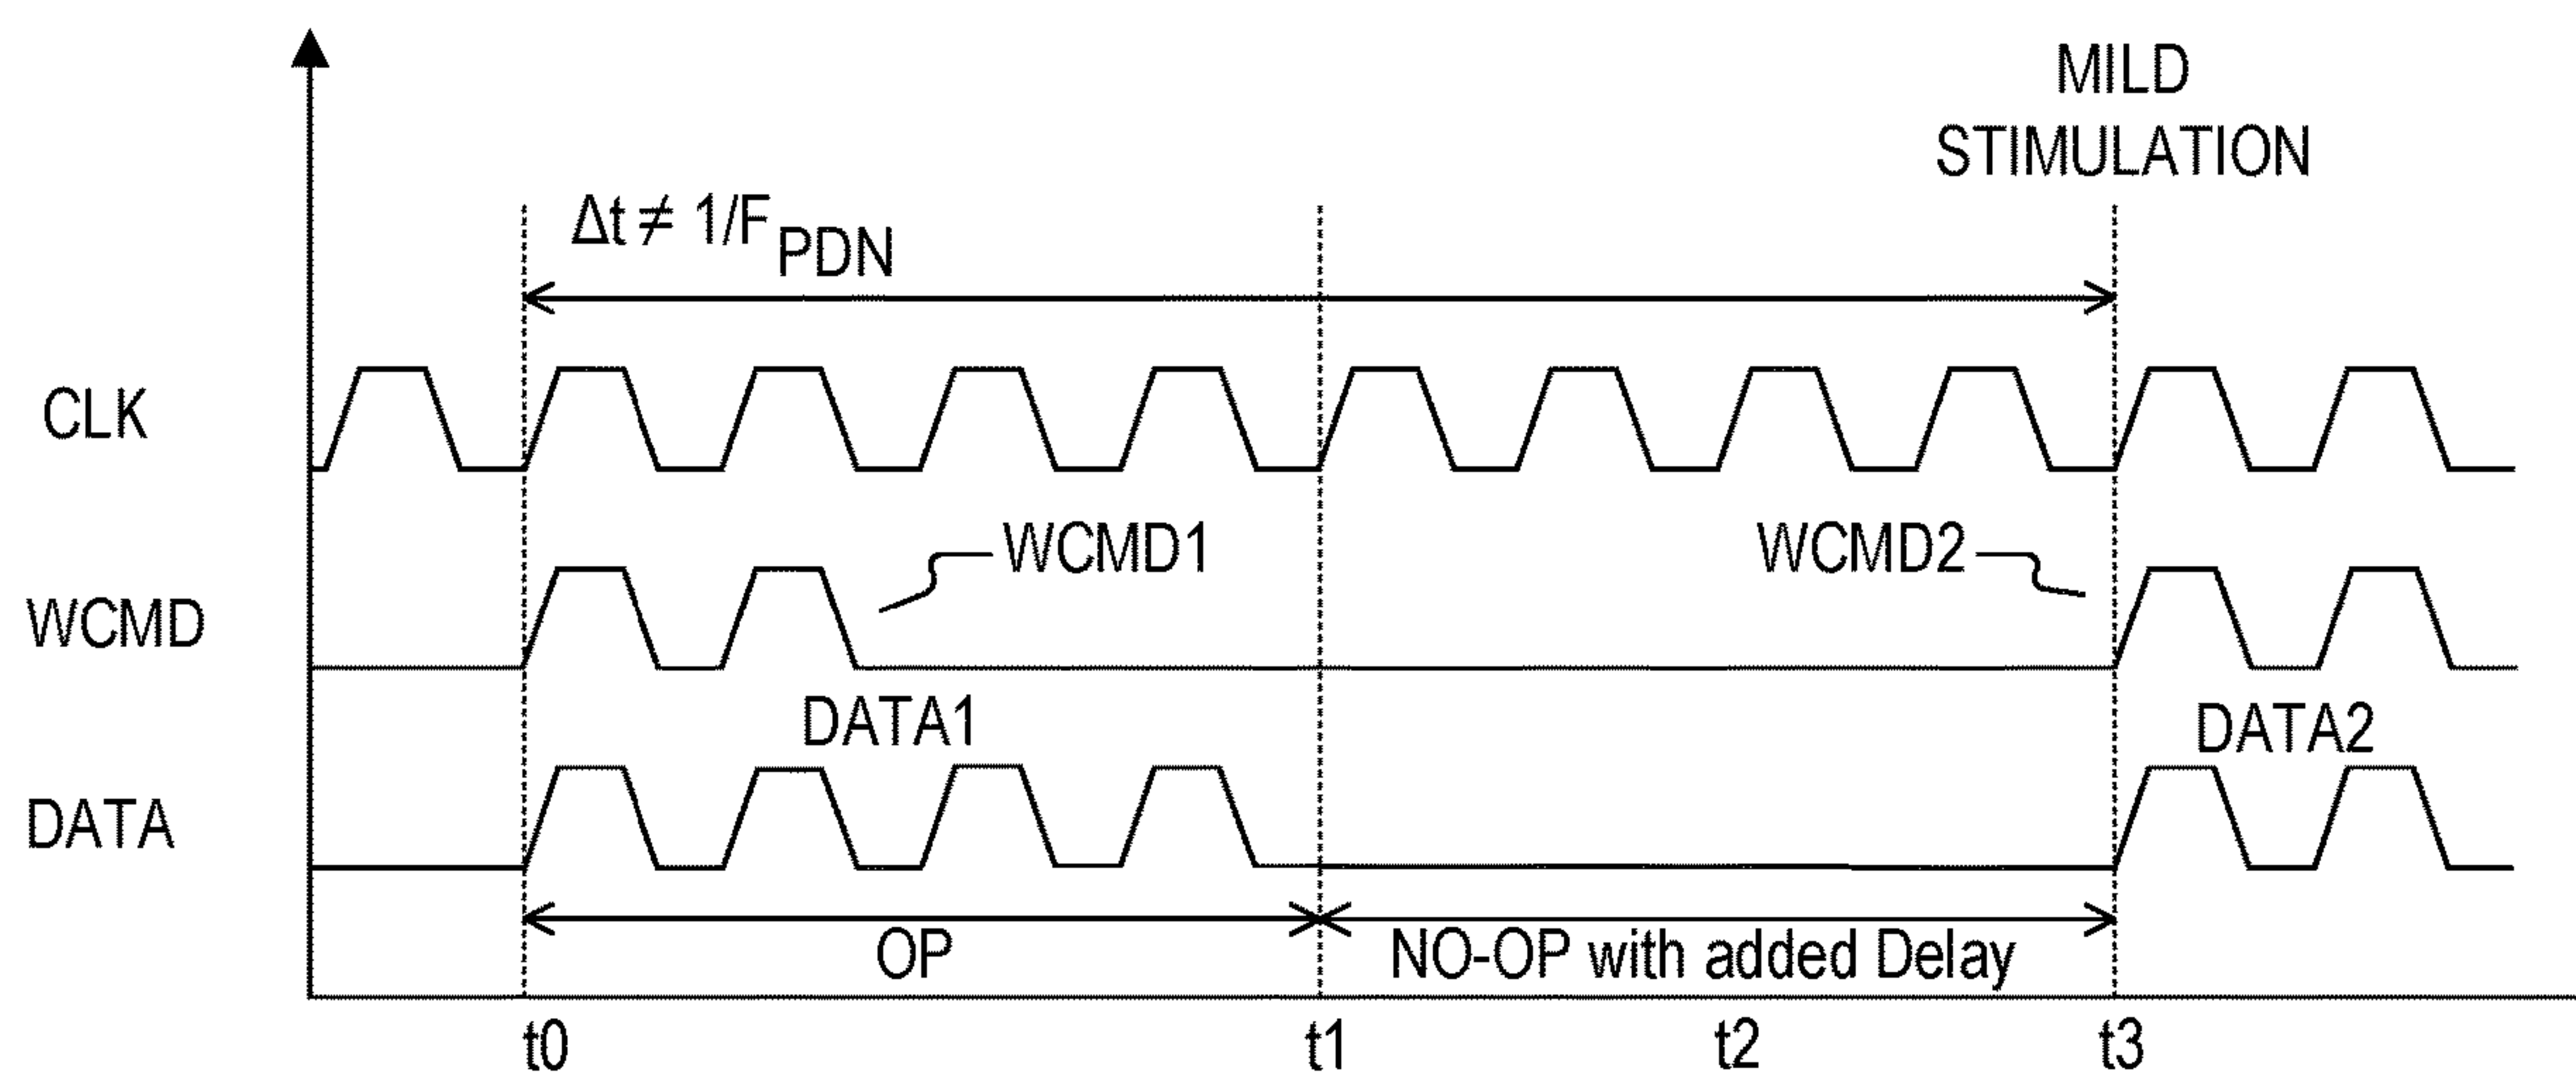 MILD
STIMULATION
Δt ≠ 1/F PDN
CLK
WCMD1
WCMD2
WCMD
DATA1
DATA2
DATA
OP
NO-OP with added Delay
t0
t1
t2
t3